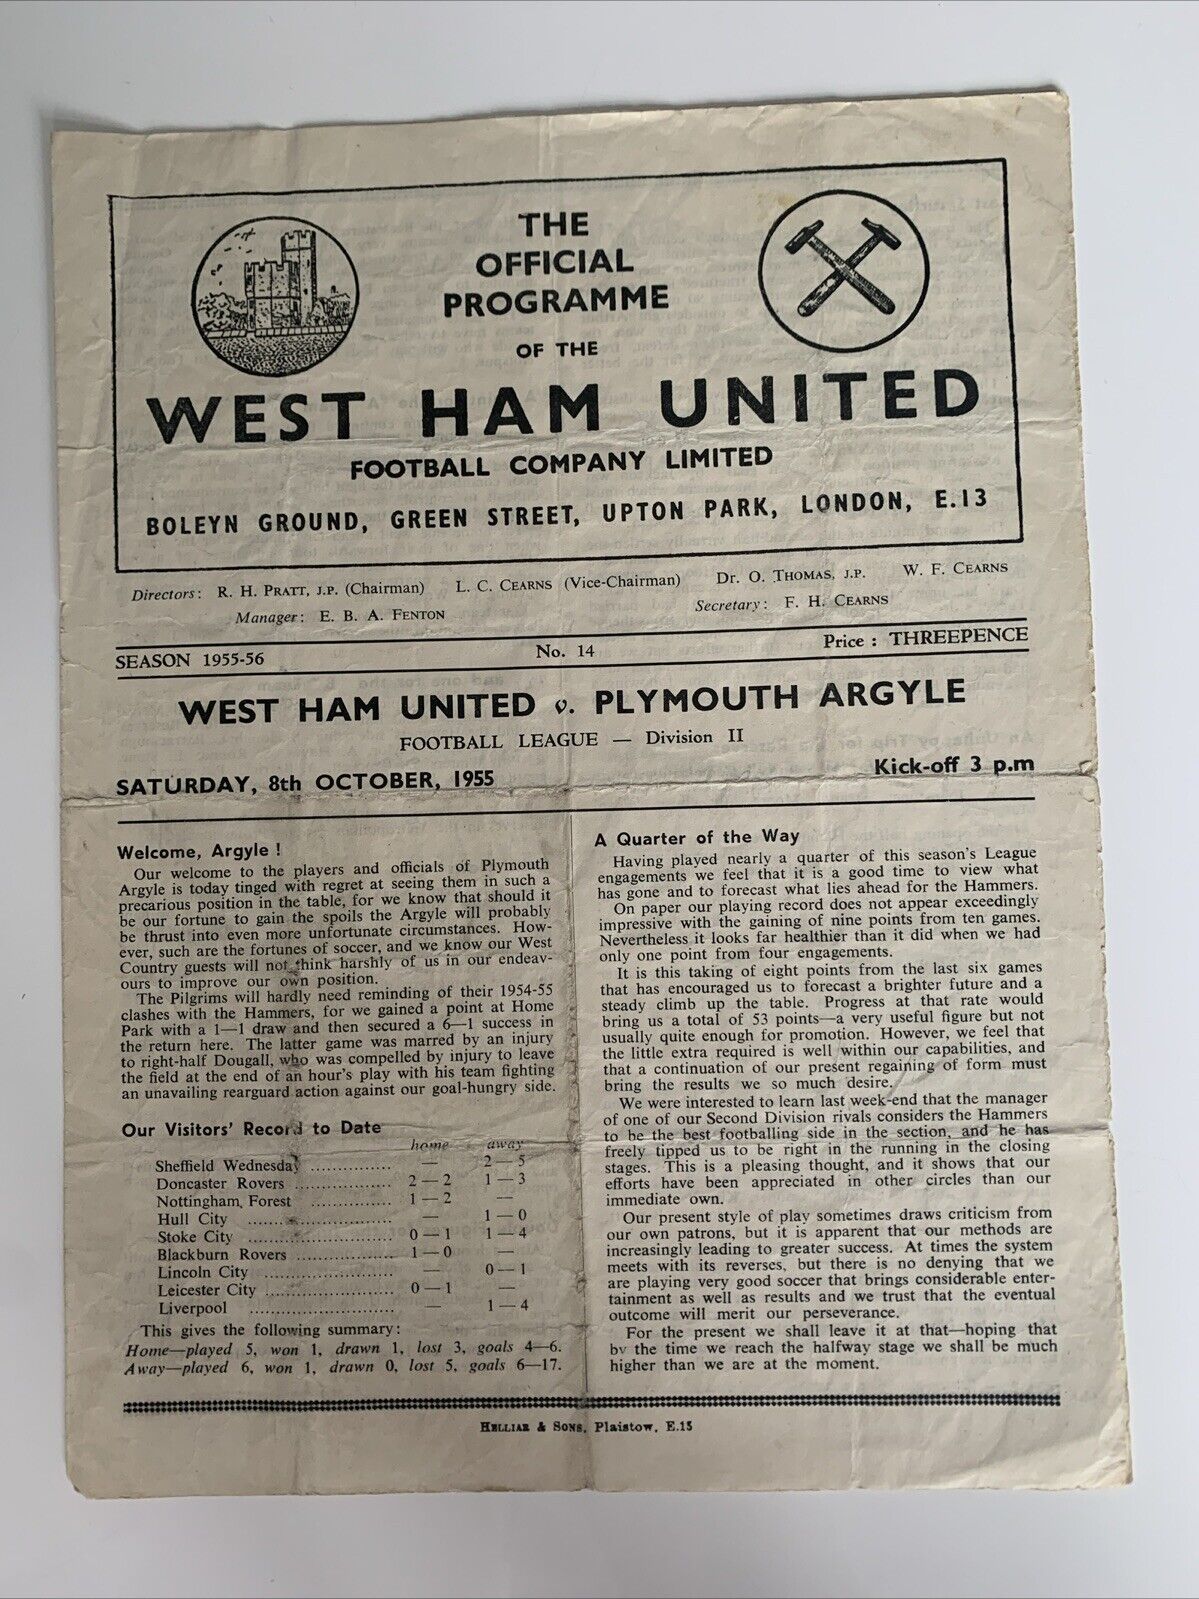 THE
OFFICIAL
PROGRAMME
OF THE
WEST HAM UNITED
FOOTBALL COMPANY LIMITED
BOLEYN GROUND, GREEN STREET, UPTON PARK, LONDON, E.13
Directors: R. H. PRATT, J.P. (Chairman) L. C. CEARNS (Vice-Chairman) Dr. O. THOMAS, J.P. W. F. CEARNS
Manager: E. B. A. FENTON Secretary: F. H. CEARNS
SEASON 1955-56 No. 14 Price : THREEPENCE
WEST HAM UNITED v. PLYMOUTH ARGYLE
FOOTBALL LEAGUE — Division II
SATURDAY, 8th OCTOBER, 1955 Kick-off 3 p.m
Welcome, Argyle !
Our welcome to the players and officials of Plymouth
Argyle is today tinged with regret at seeing them in such a
precarious position in the table, for we know that should it
be our fortune to gain the spoils the Argyle will probably
be thrust into even more unfortunate circumstances. How-
ever, such are the fortunes of soccer, and we know our West
Country guests will not think harshly of us in our endeav-
ours to improve our own position.
The Pilgrims will hardly need reminding of their 1954-55
clashes with the Hammers, for we gained a point at Home
Park with a 1—1 draw and then secured a 6—1 success in
the return here. The latter game was marred by an injury
to right-half Dougall, who was compelled by injury to leave
the field at the end of an hour's play with his team fighting
an unavailing rearguard action against our goal-hungry side.
Our Visitors' Record to Date
home away
Sheffield Wednesday ................ — 2 — 5
Doncaster Rovers ................... 2 — 2 1 — 3
Nottingham Forest ................ 1 — 2 —
Hull City ............................ — 1 — 0
Stoke City ........................... 0 — 1 1 — 4
Blackburn Rovers ................... 1 — 0 —
Lincoln City ......................... — 0 — 1
Leicester City ........................ 0 — 1 —
Liverpool ............................ — 1 — 4
This gives the following summary:
Home—played 5, won 1, drawn 1, lost 3, goals 4—6.
Away—played 6, won 1, drawn 0, lost 5, goals 6—17.
A Quarter of the Way
Having played nearly a quarter of this season's League
engagements we feel that it is a good time to view what
has gone and to forecast what lies ahead for the Hammers.
On paper our playing record does not appear exceedingly
impressive with the gaining of nine points from ten games.
Nevertheless it looks far healthier than it did when we had
only one point from four engagements.
It is this taking of eight points from the last six games
that has encouraged us to forecast a brighter future and a
steady climb up the table. Progress at that rate would
bring us a total of 53 points—a very useful figure but not
usually quite enough for promotion. However, we feel that
the little extra required is well within our capabilities, and
that a continuation of our present regaining of form must
bring the results we so much desire.
We were interested to learn last week-end that the manager
of one of our Second Division rivals considers the Hammers
to be the best footballing side in the section, and he has
freely tipped us to be right in the running in the closing
stages. This is a pleasing thought, and it shows that our
efforts have been appreciated in other circles than our
immediate own.
Our present style of play sometimes draws criticism from
our own patrons, but it is apparent that our methods are
increasingly leading to greater success. At times the system
meets with its reverses, but there is no denying that we
are playing very good soccer that brings considerable enter-
tainment as well as results and we trust that the eventual
outcome will merit our perseverance.
For the present we shall leave it at that—hoping that
by the time we reach the halfway stage we shall be much
higher than we are at the moment.
HELLIAR & SONS, Plaistow, E.13